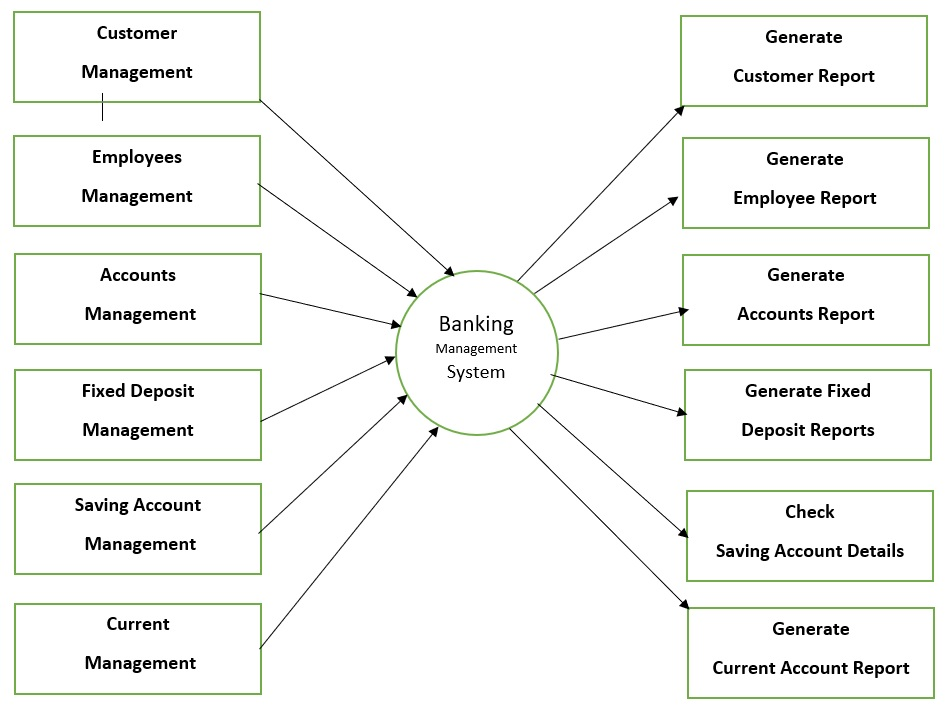 Customer
Management
Employees
Management
Accounts
Management
Fixed Deposit
Management
Saving Account
Management
Current
Management
Banking
Management
System
Generate
Customer Report
Generate
Employee Report
Generate
Accounts Report
Generate Fixed
Deposit Reports
Check
Saving Account Details
Generate
Current Account Report